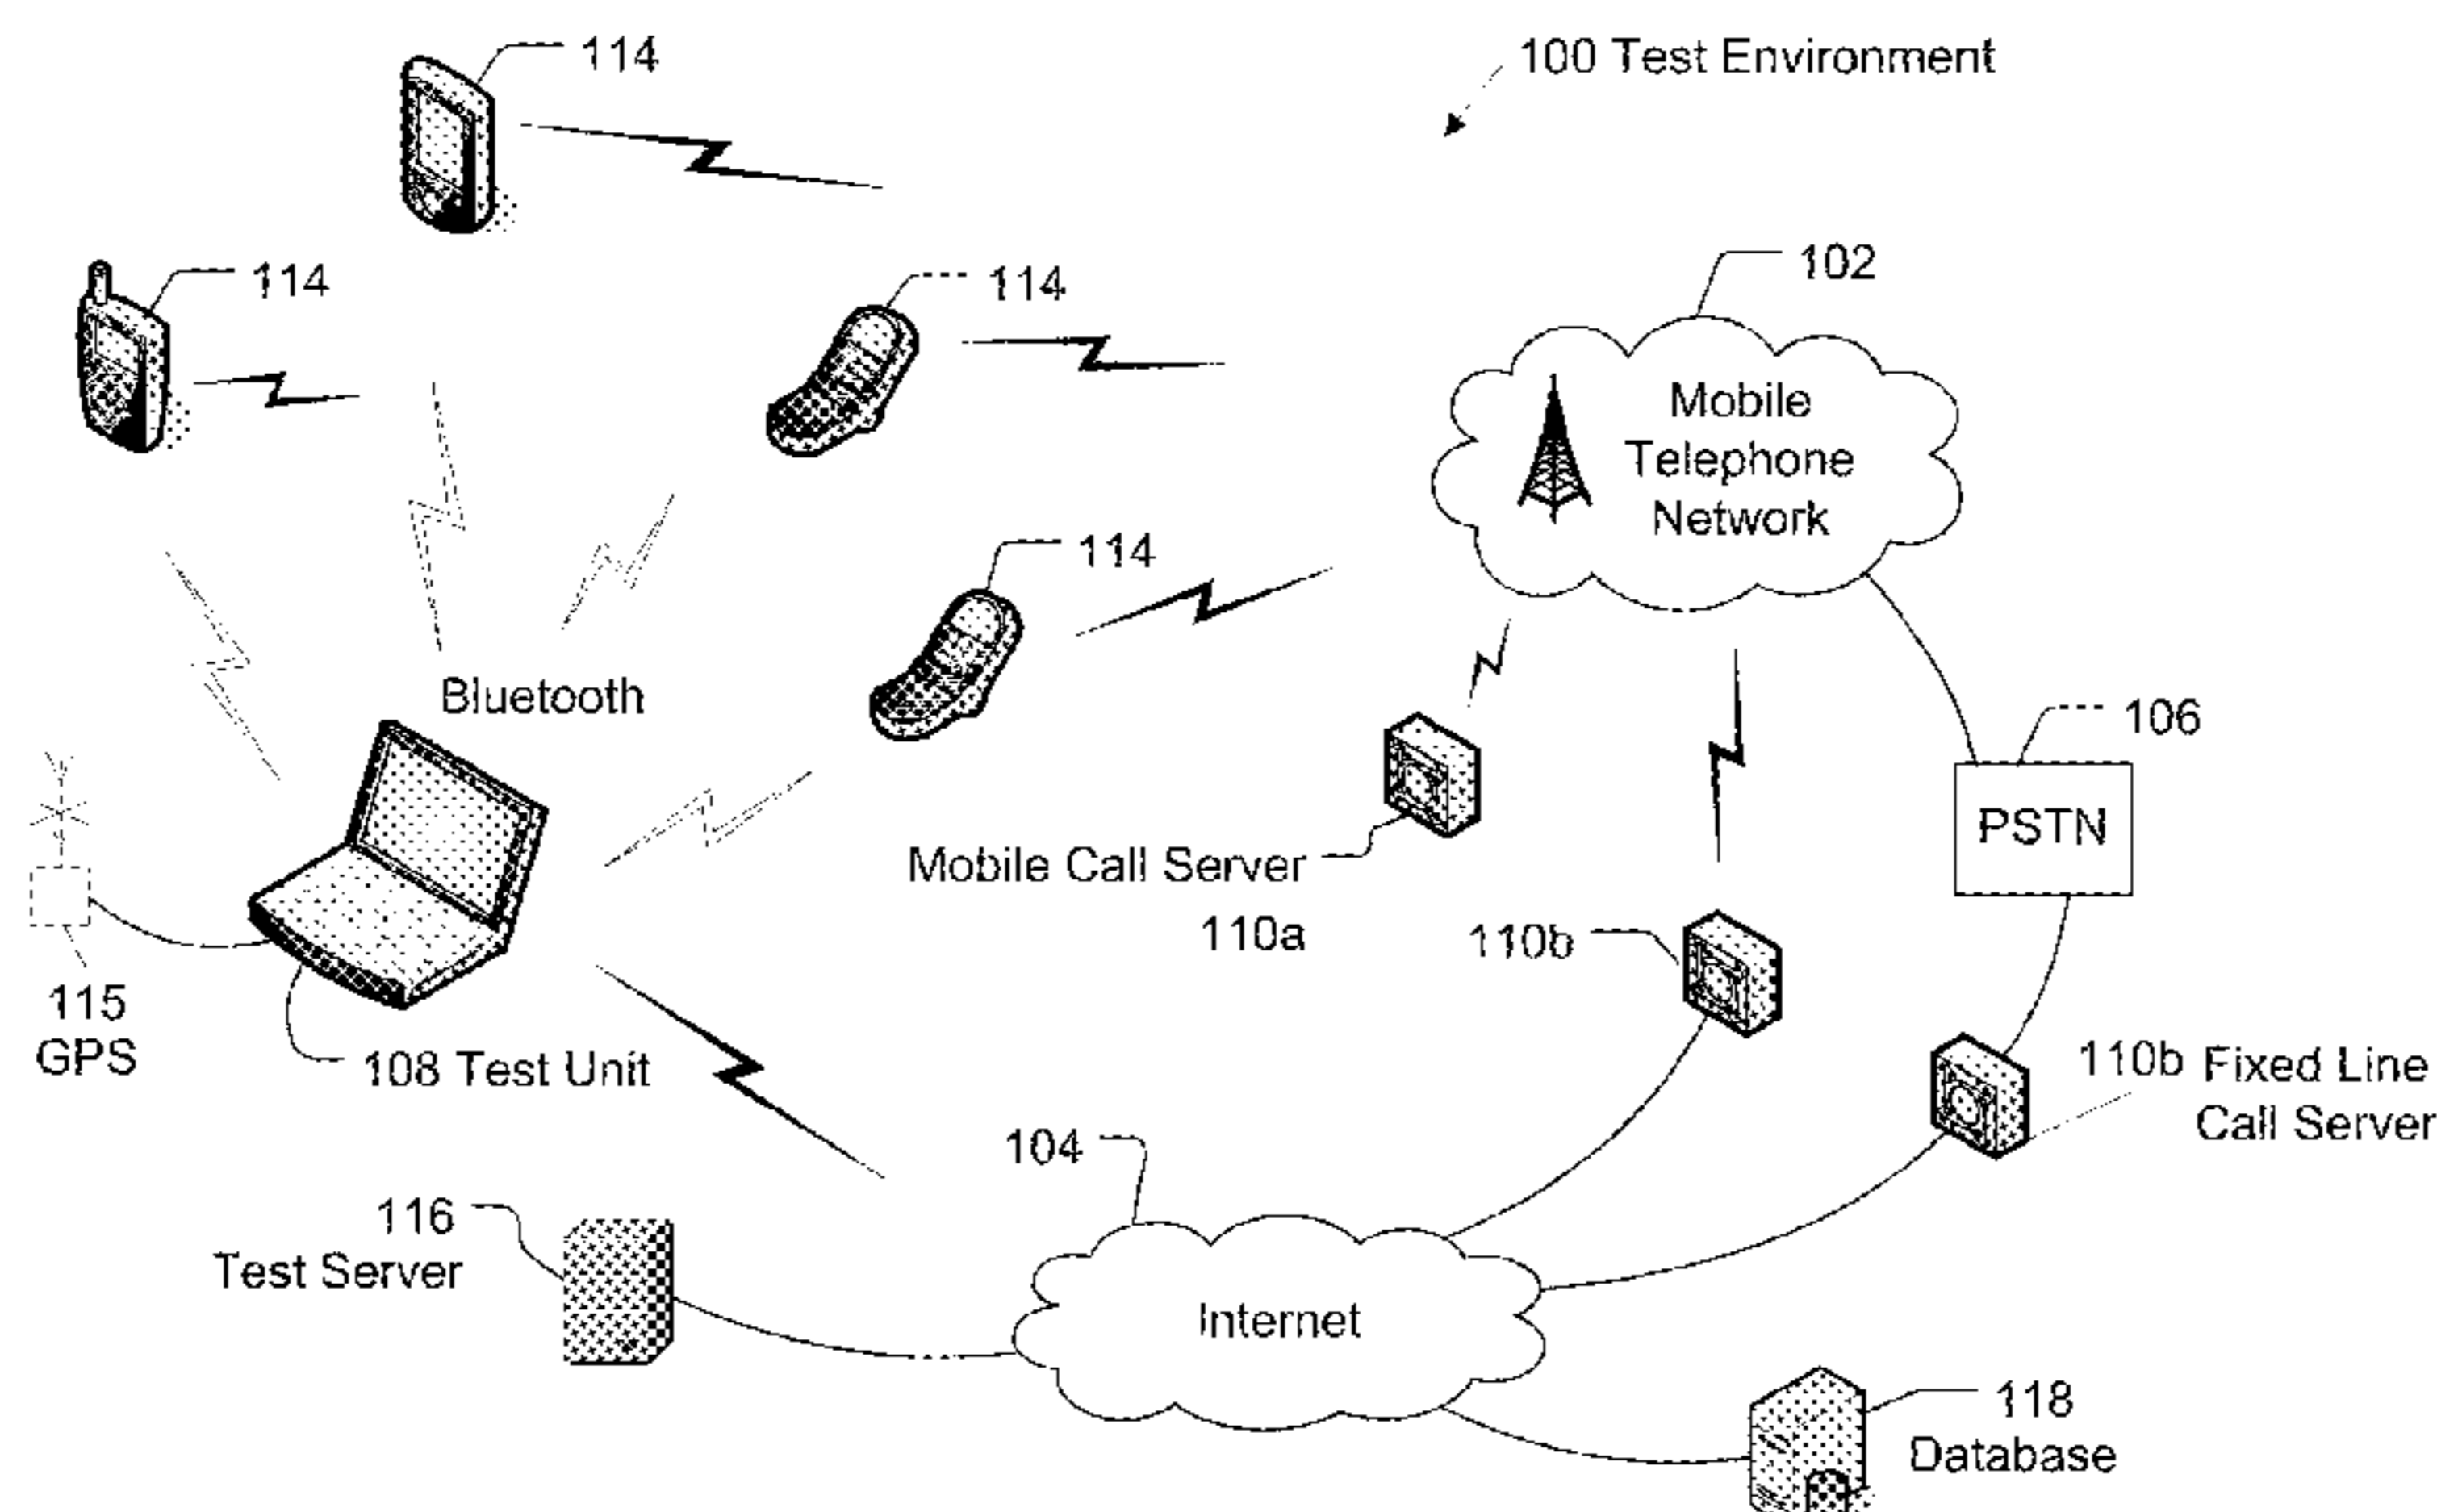 114
100 Test Environment
114
114
102
Mobile
Telephone
Network
114
Bluetooth
106
PSTN
Mobile Call Server
110a
110b
115
GPS
108 Test Unit
110b Fixed Line
Call Server
104
116
Test Server
Internet
118
Database